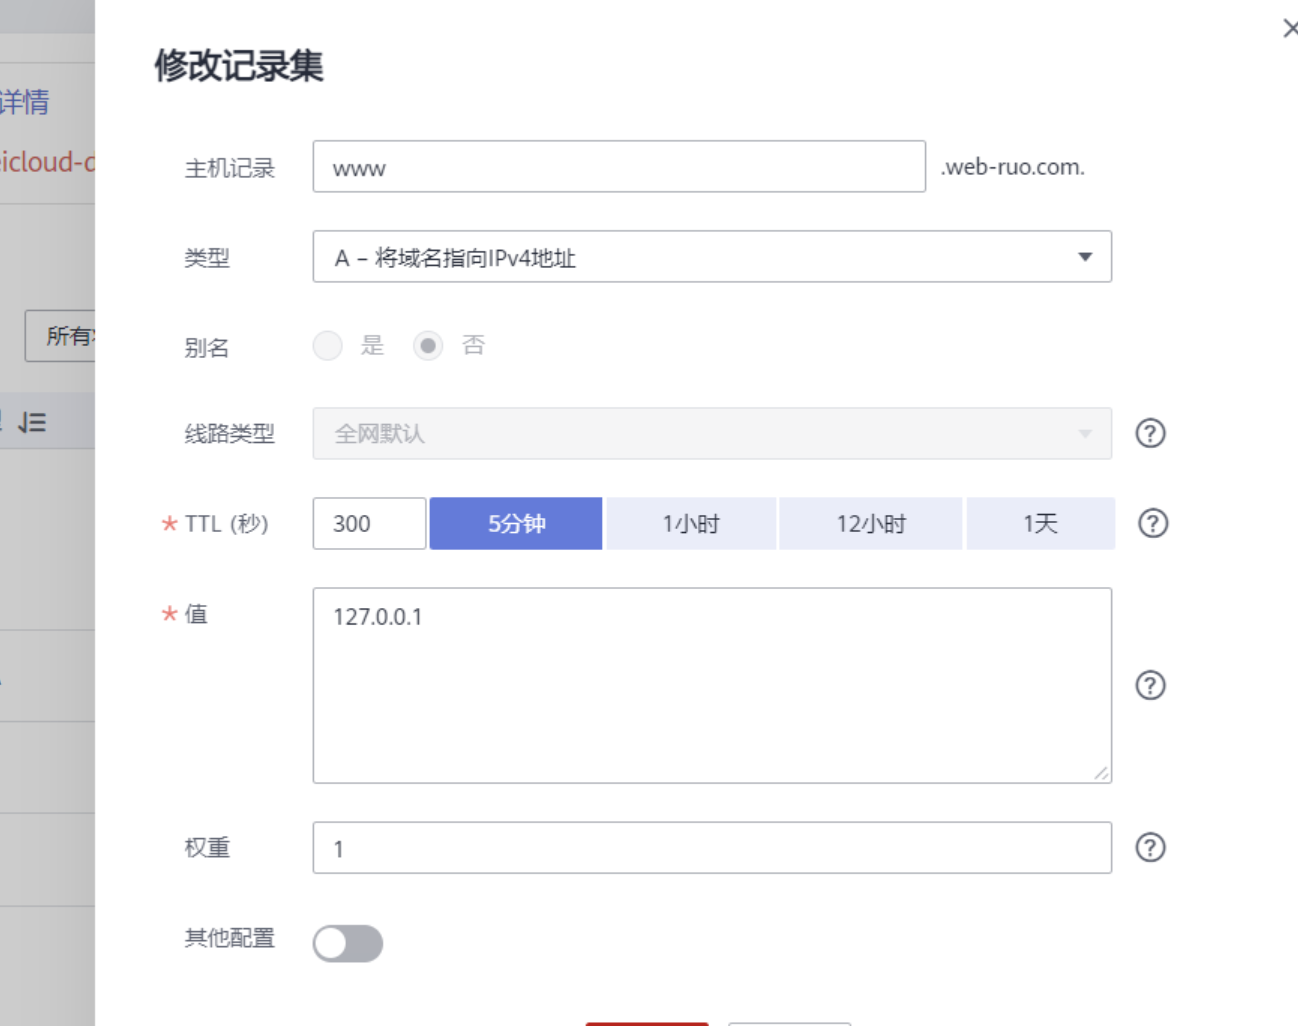 修改记录集
详情
icloud-d
主机记录
www
.web-ruo.com.
类型
A – 将域名指向IPv4地址
所有
别名
是
否
线路类型
全网默认
* TTL (秒)
300
5分钟
1小时
12小时
1天
* 值
127.0.0.1
权重
1
其他配置